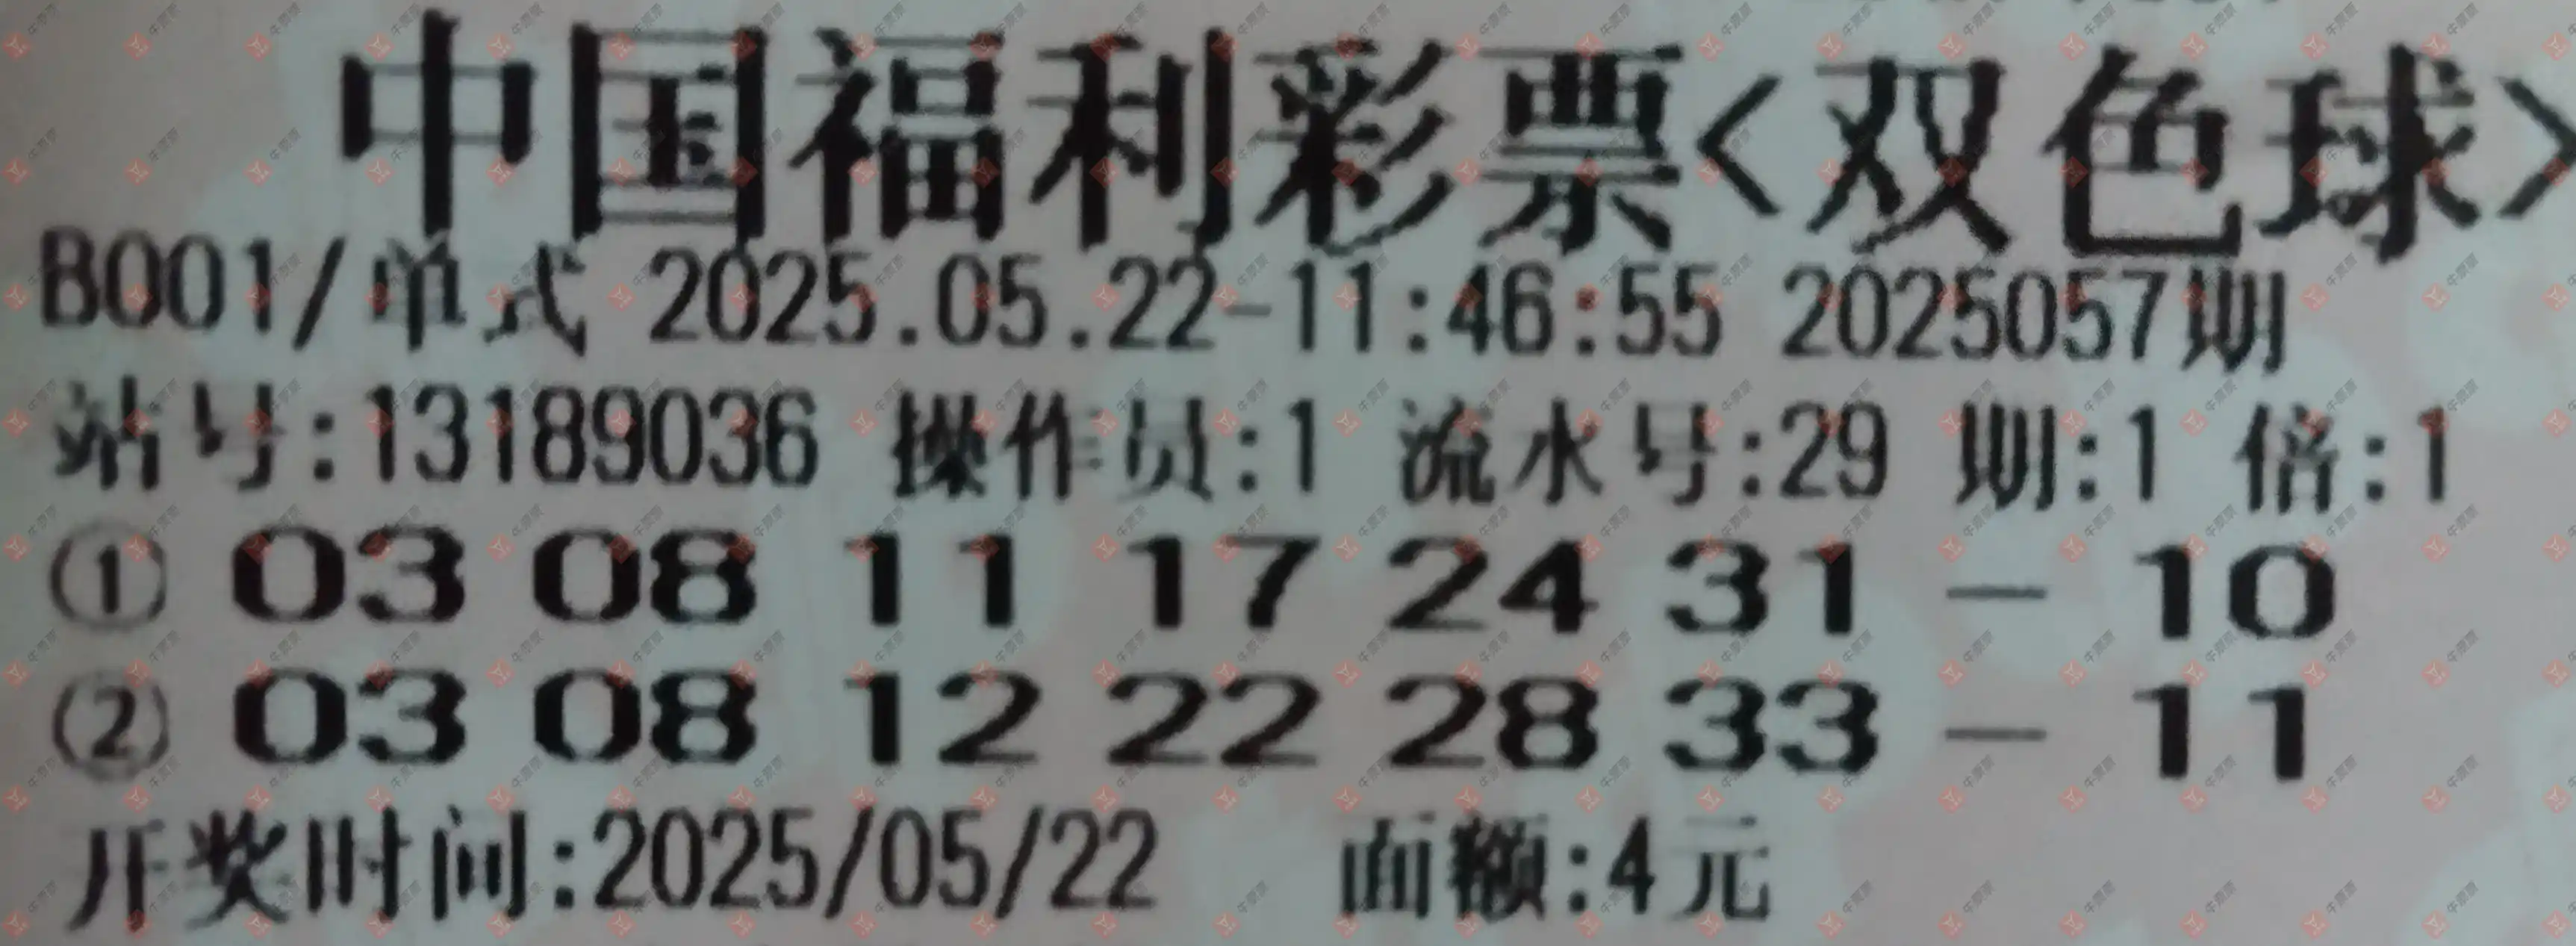 中国福利彩票<双色球>
B001/单式 2025.05.22-11:46:55 2025057期
站号:13189036 操作员:1 流水号:29 期:1 倍:1
① 03 08 11 17 24 31 — 10
② 03 08 12 22 28 33 — 11
开奖时间:2025/05/22 面额:4元